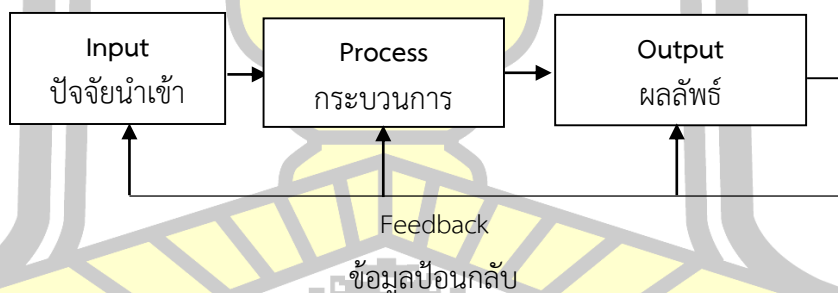 Input
ปัจจัยนำเข้า
Process
กระบวนการ
Output
ผลลัพธ์
Feedback
ข้อมูลป้อนกลับ